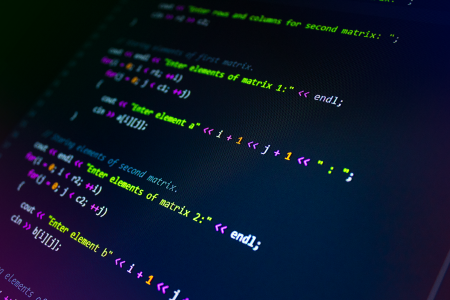 cout << "Enter rows and columns for second matrix: ";
cin >> r2 >> c2;
// Storing elements of first matrix.
cout << endl << "Enter elements of matrix 1:" << endl;
for(i = 0; i < r1; ++i)
for(j = 0; j < c1; ++j)
{
cout << "Enter element a" << i + 1 << j + 1 << " : ";
cin >> a[i][j];
}
// Storing elements of second matrix.
cout << endl << "Enter elements of matrix 2:" << endl;
for(i = 0; i < r2; ++i)
for(j = 0; j < c2; ++j)
{
cout << "Enter element b" << i + 1 << j
cin >> b[i][j];
}